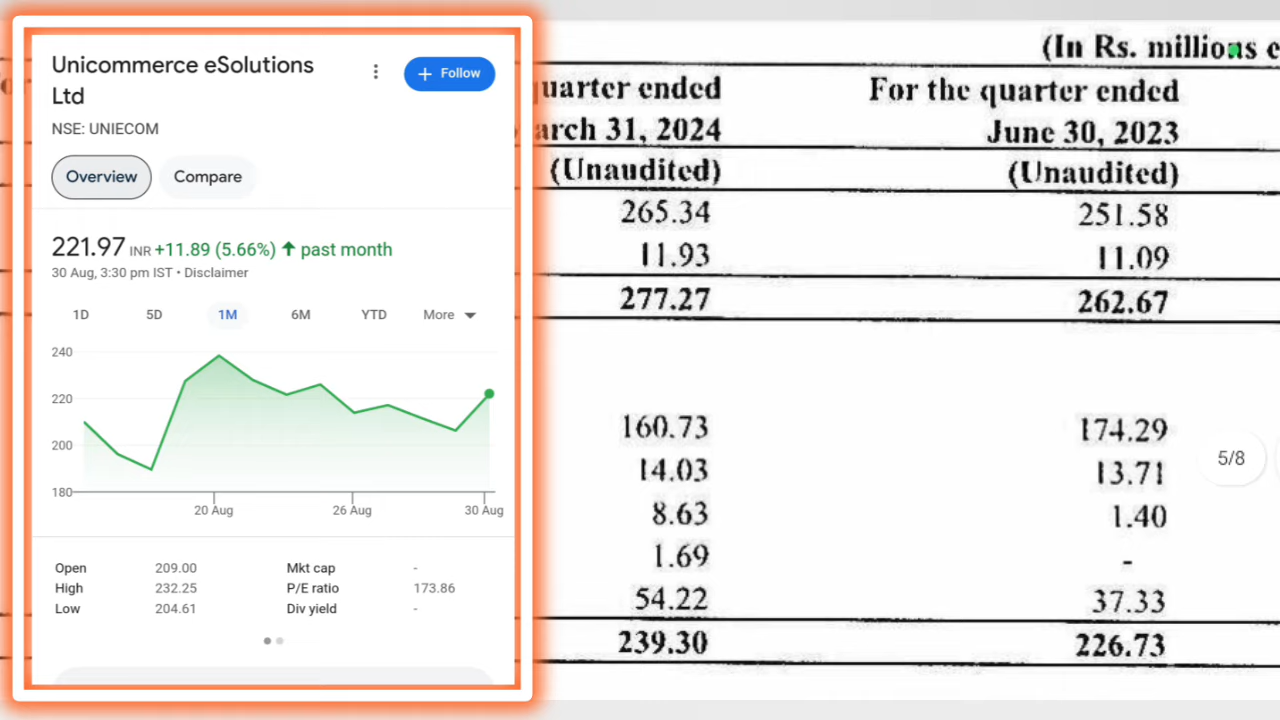 Unicommerce eSolutions
Ltd
+ Follow
NSE: UNIECOM
Overview
Compare
221.97 INR +11.89 (5.66%) ↑ past month
30 Aug, 3:30 pm IST • Disclaimer
1D 5D 1M 6M YTD More
240
220
200
180
20 Aug 26 Aug 30 Aug
Open 209.00 Mkt cap -
High 232.25 P/E ratio 173.86
Low 204.61 Div yield -
(In Rs. millions
uarter ended For the quarter ended
arch 31, 2024 June 30, 2023
(Unaudited) (Unaudited)
265.34 251.58
11.93 11.09
277.27 262.67
160.73 174.29
14.03 13.71
8.63 1.40
1.69 -
54.22 37.33
239.30 226.73
5/8